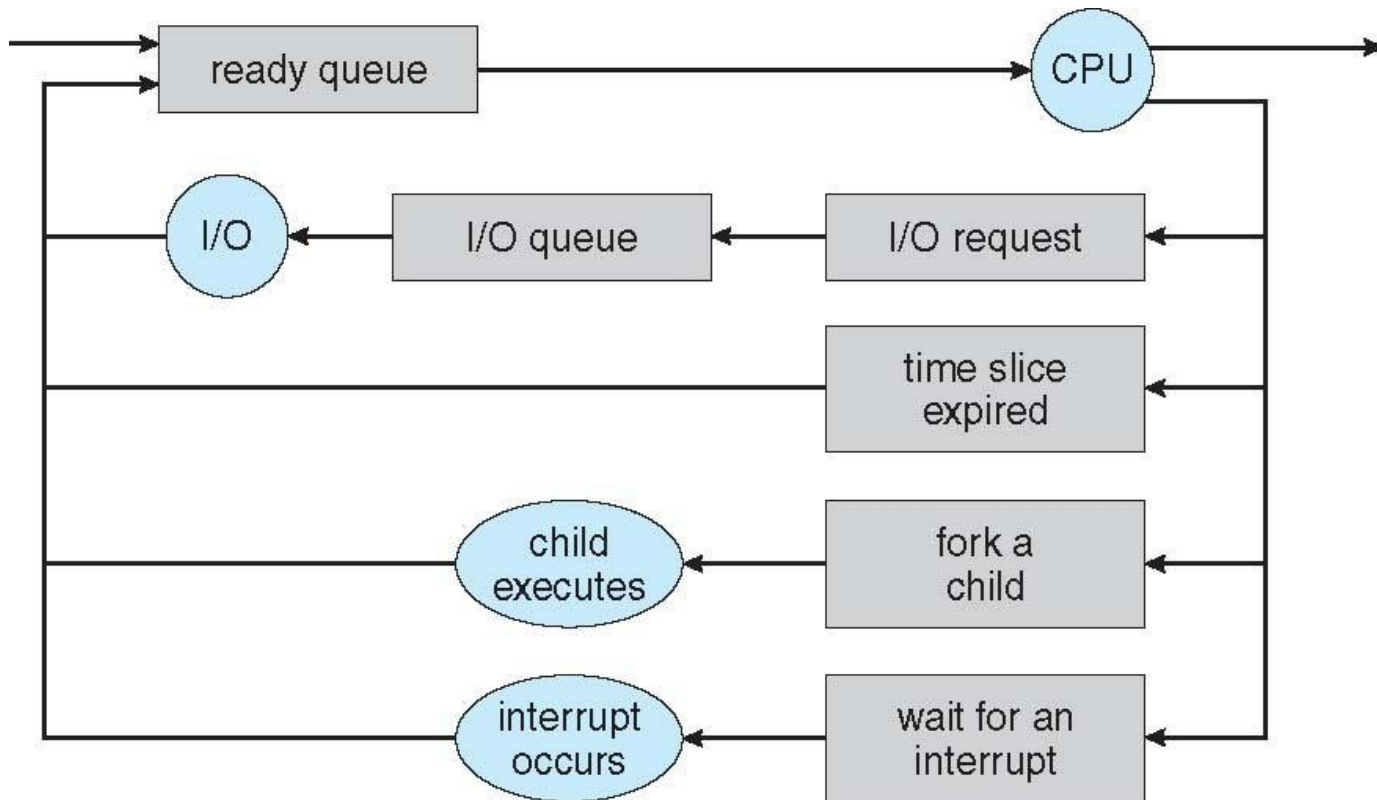 ready queue
CPU
I/O
I/O queue
I/O request
time slice
expired
child
executes
fork a
child
interrupt
occurs
wait for an
interrupt